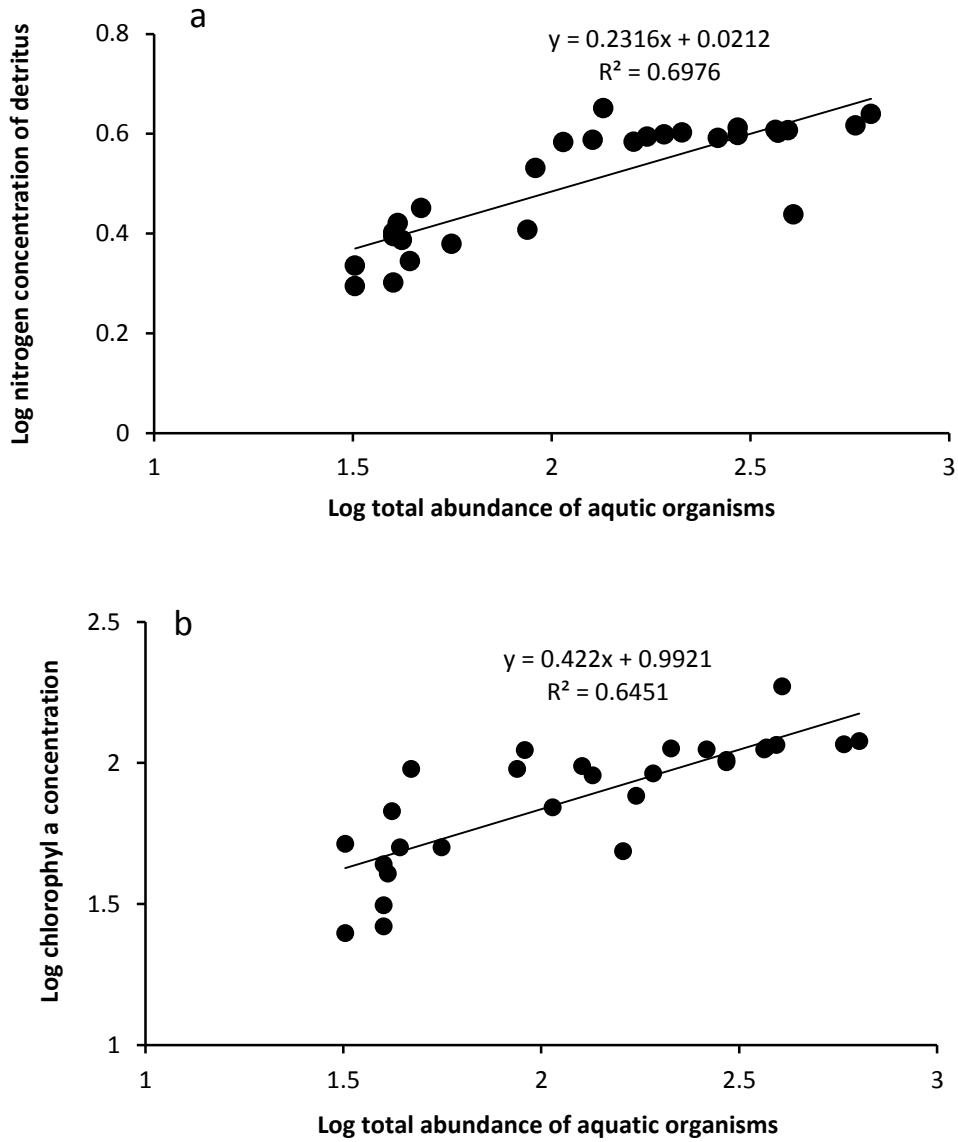 a
y = 0.2316x + 0.0212
R² = 0.6976
Log nitrogen concentration of detritus
0.8
0.6
0.4
0.2
0
1
1.5
2
2.5
3
Log total abundance of aqutic organisms
b
y = 0.422x + 0.9921
R² = 0.6451
Log chlorophyl a concentration
2.5
2
1.5
1
1
1.5
2
2.5
3
Log total abundance of aquatic organisms